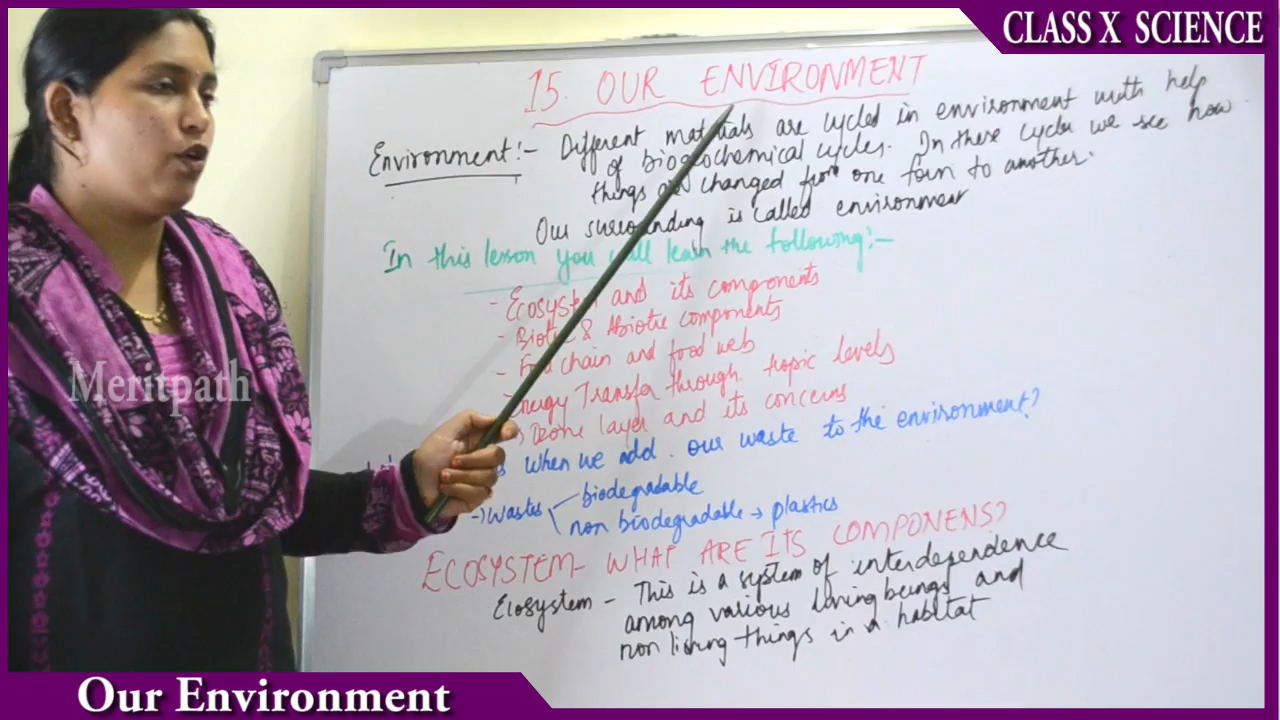 CLASS X SCIENCE
15. OUR ENVIRONMENT
Environment:- Different materials are cycled in environment with help
of biogeochemical cycles. In these cycles we see how
things are changed from one form to another.
Our surrounding is called environment
In this lesson you will learn the following:-
- Ecosystem and its components
- Biotic & Abiotic components
- Food chain and food web
- Energy Transfer through tropic levels
layer and its concerns
when we add our waste to the environment?
-> Wastes
biodegradable
non biodegradable → plastics
ECOSYSTEM- WHAT ARE ITS COMPONENS?
Ecosystem - This is a system of interdependence
among various living beings and
non living things in a habitat
Meritpath
Our Environment